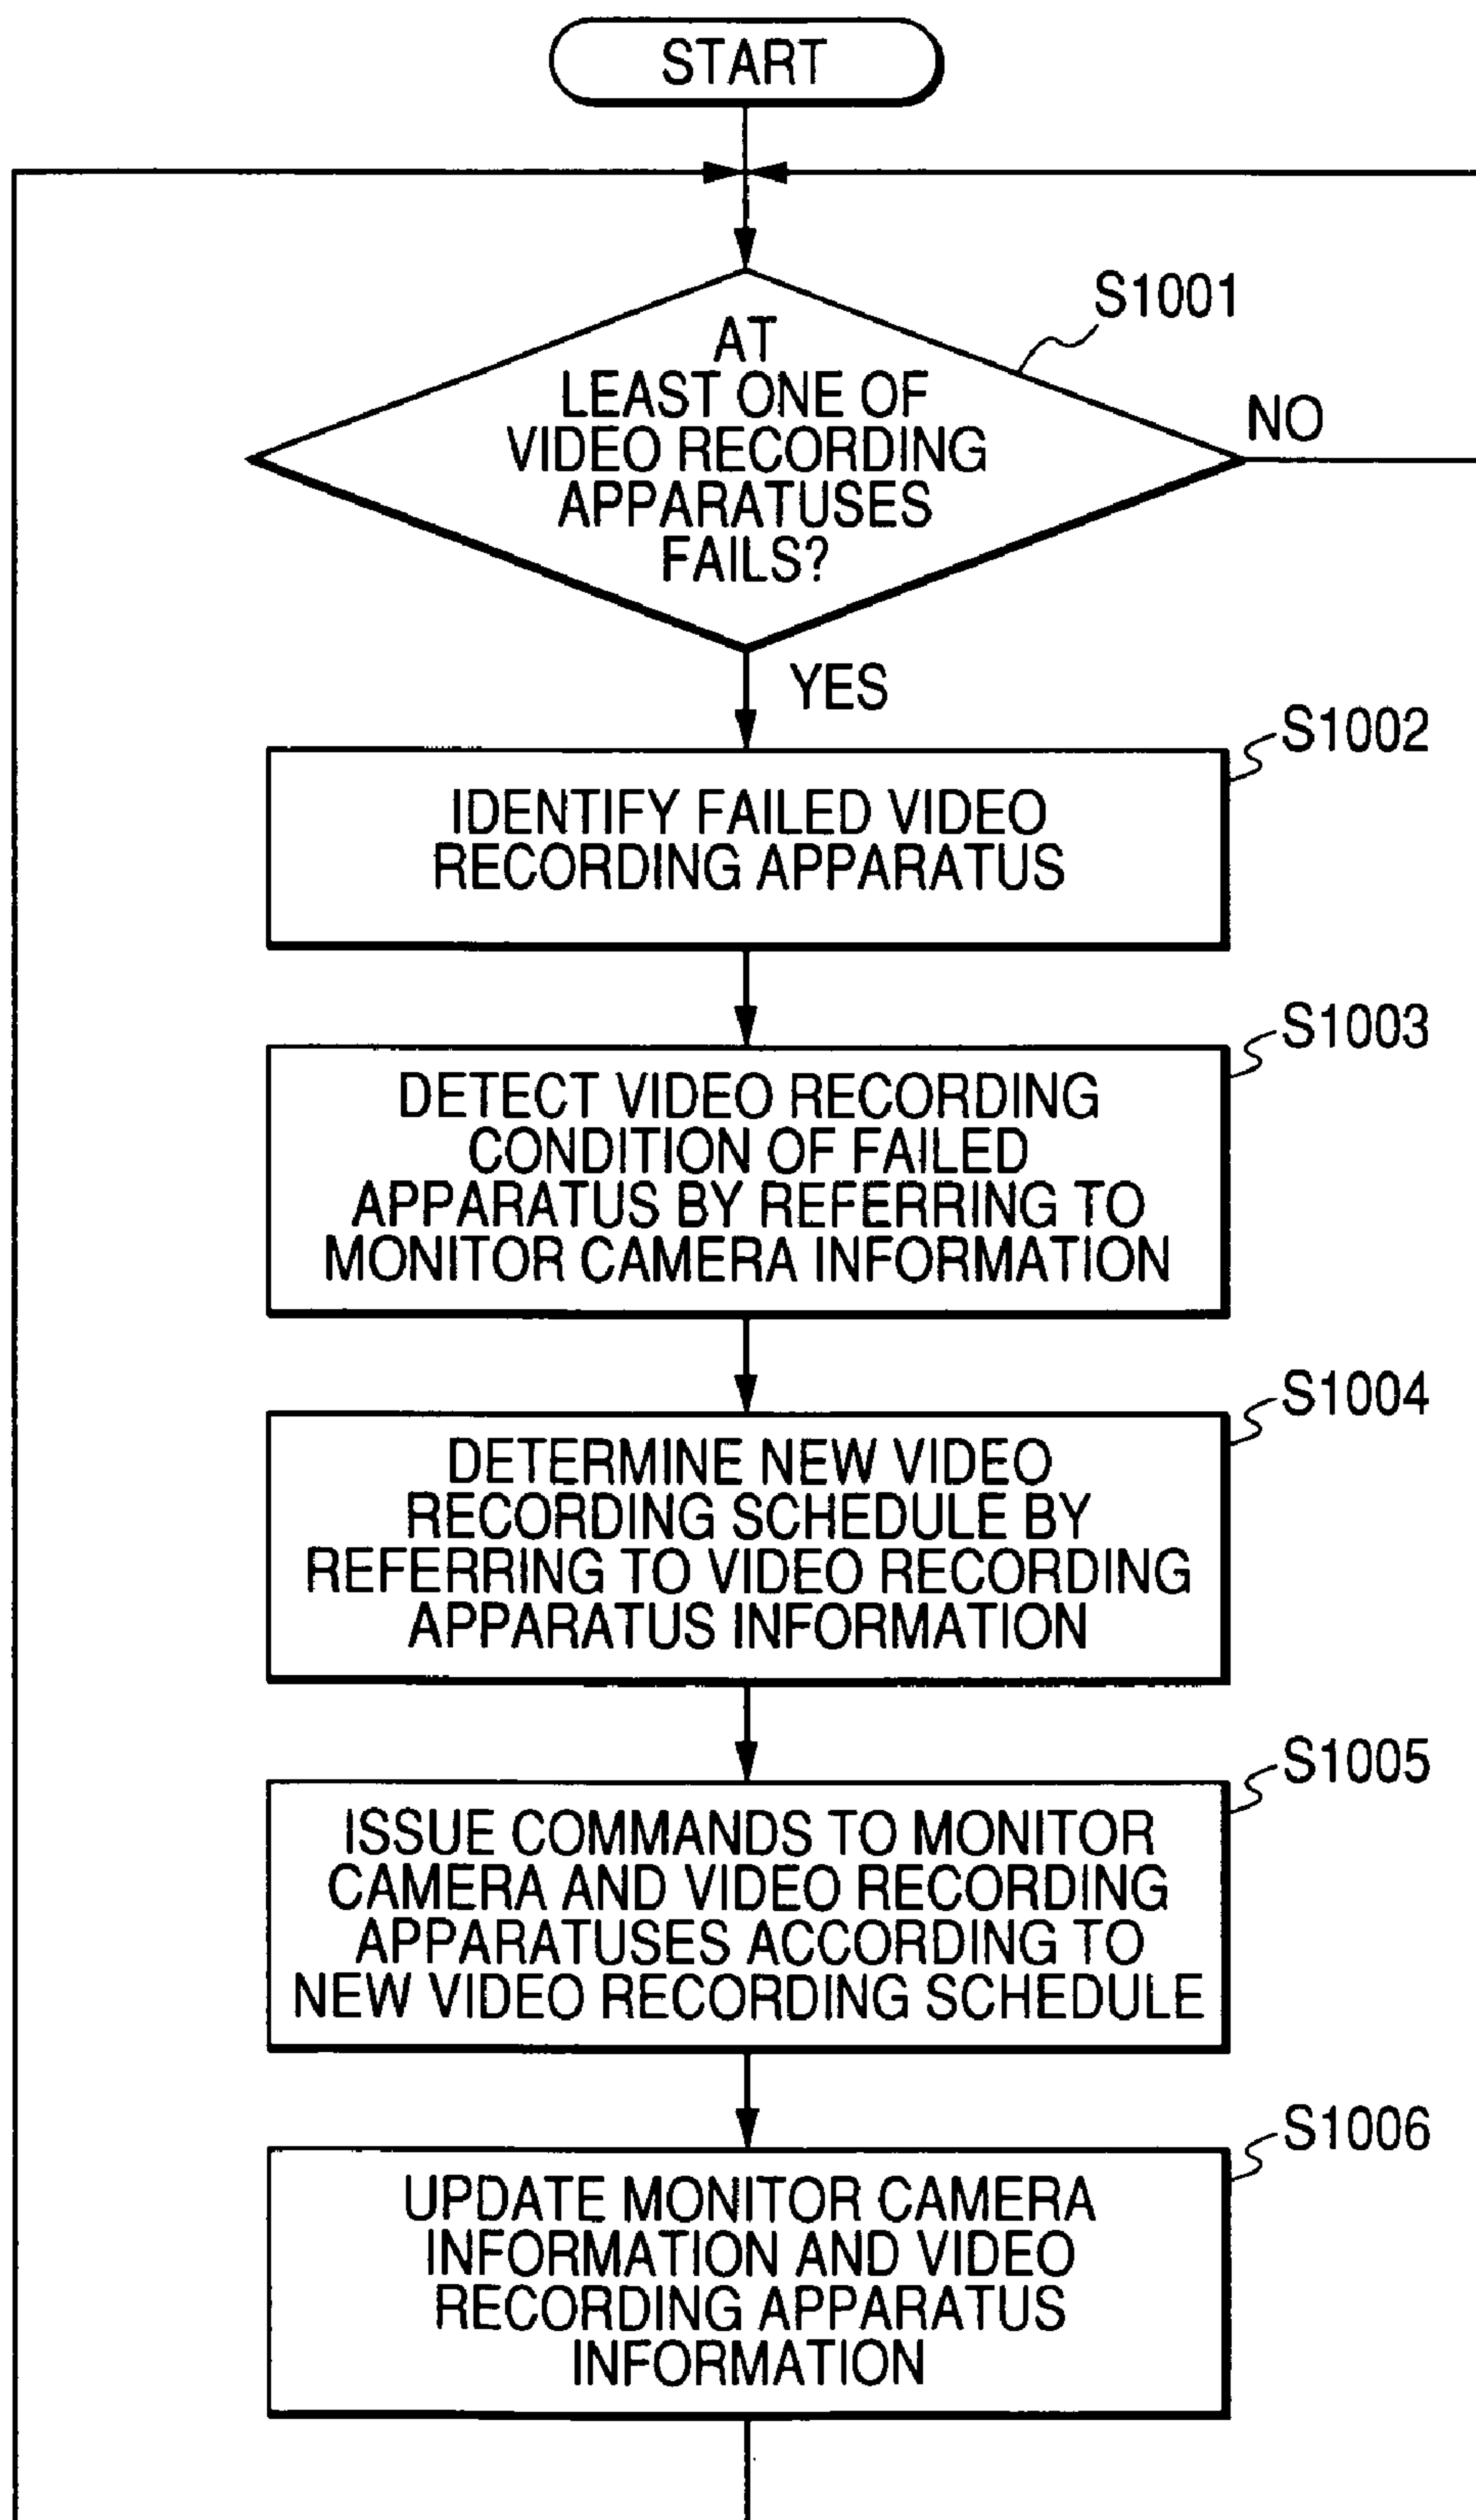 START
S1001
AT
LEAST ONE OF
VIDEO RECORDING
APPARATUSES
FAILS?
NO
YES
S1002
IDENTIFY FAILED VIDEO
RECORDING APPARATUS
S1003
DETECT VIDEO RECORDING
CONDITION OF FAILED
APPARATUS BY REFERRING TO
MONITOR CAMERA INFORMATION
S1004
DETERMINE NEW VIDEO
RECORDING SCHEDULE BY
REFERRING TO VIDEO RECORDING
APPARATUS INFORMATION
S1005
ISSUE COMMANDS TO MONITOR
CAMERA AND VIDEO RECORDING
APPARATUSES ACCORDING TO
NEW VIDEO RECORDING SCHEDULE
S1006
UPDATE MONITOR CAMERA
INFORMATION AND VIDEO
RECORDING APPARATUS
INFORMATION